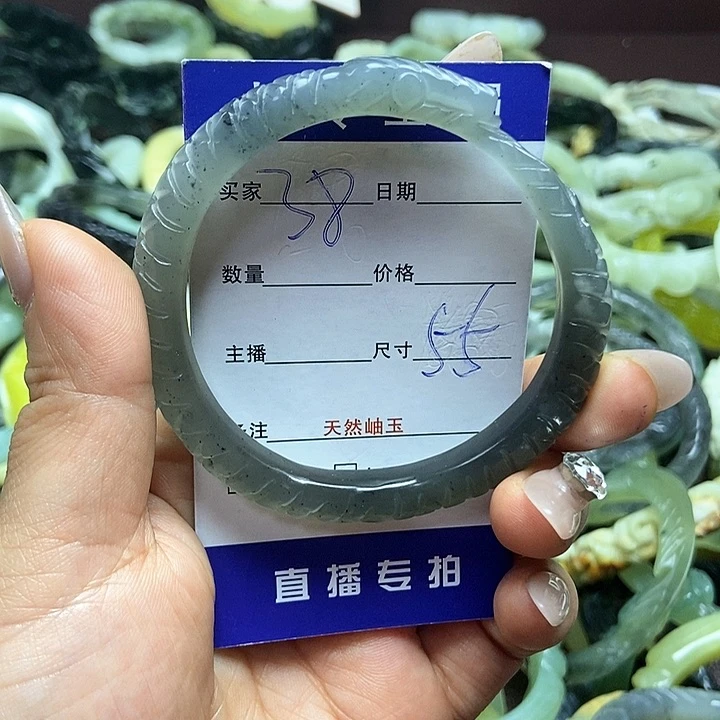 买家 38 日期
数量 价格
主播 尺寸 55
注 天然岫玉
直播专拍